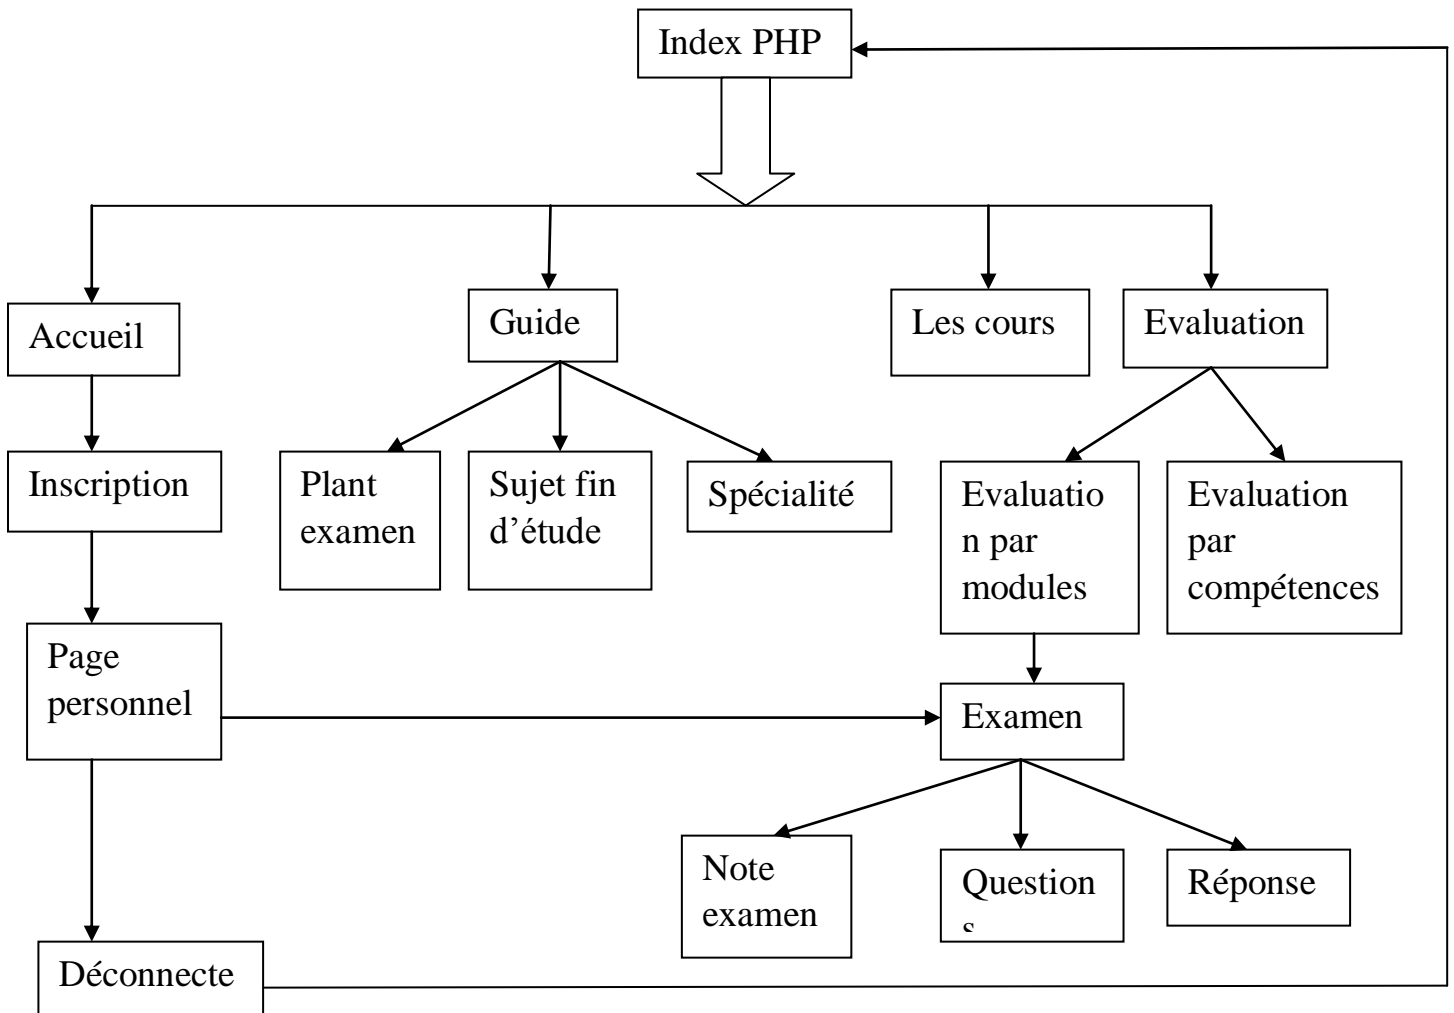 Index PHP
Accueil
Guide
Les cours
Evaluation
Inscription
Plant
examen
Sujet fin
d’étude
Spécialité
Evaluatio
n par
modules
Evaluation
par
compétences
Page
personnel
Examen
Note
examen
Question
s
Réponse
Déconnecte